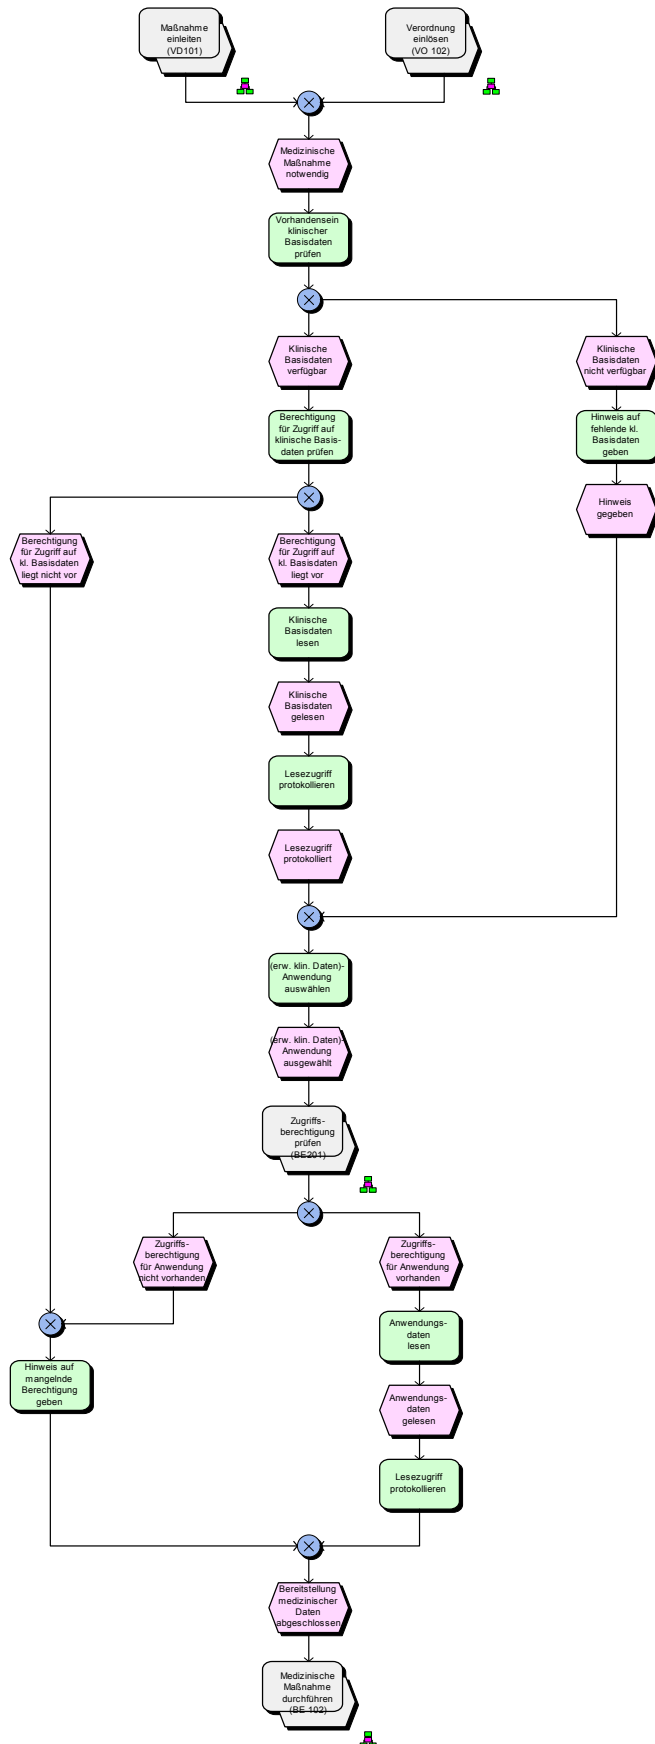 Maßnahme
einleiten
(VD101)
Verordnung
einlösen
(VO 102)
Medizinische
Maßnahme
notwendig
Vorhandensein
klinischer
Basisdaten
prüfen
Klinische
Basisdaten
verfügbar
Klinische
Basisdaten
nicht verfügbar
Berechtigung
für Zugriff auf
klinische Basis-
daten prüfen
Hinweis auf
fehlende kl.
Basisdaten
geben
Hinweis
gegeben
Berechtigung
für Zugriff auf
kl. Basisdaten
liegt nicht vor
Berechtigung
für Zugriff auf
kl. Basisdaten
liegt vor
Klinische
Basisdaten
lesen
Klinische
Basisdaten
gelesen
Lesezugriff
protokollieren
Lesezugriff
protokolliert
(erw. klin. Daten)-
Anwendung
auswählen
(erw. klin. Daten)-
Anwendung
ausgewählt
Zugriffs-
berechtigung
prüfen
(BE201)
Zugriffs-
berechtigung
für Anwendung
nicht vorhanden
Zugriffs-
berechtigung
für Anwendung
vorhanden
Anwendungs-
daten
lesen
Hinweis auf
mangelnde
Berechtigung
geben
Anwendungs-
daten
gelesen
Lesezugriff
protokollieren
Bereitstellung
medizinischer
Daten
abgeschlossen
Medizinische
Maßnahme
durchführen
(BE 102)